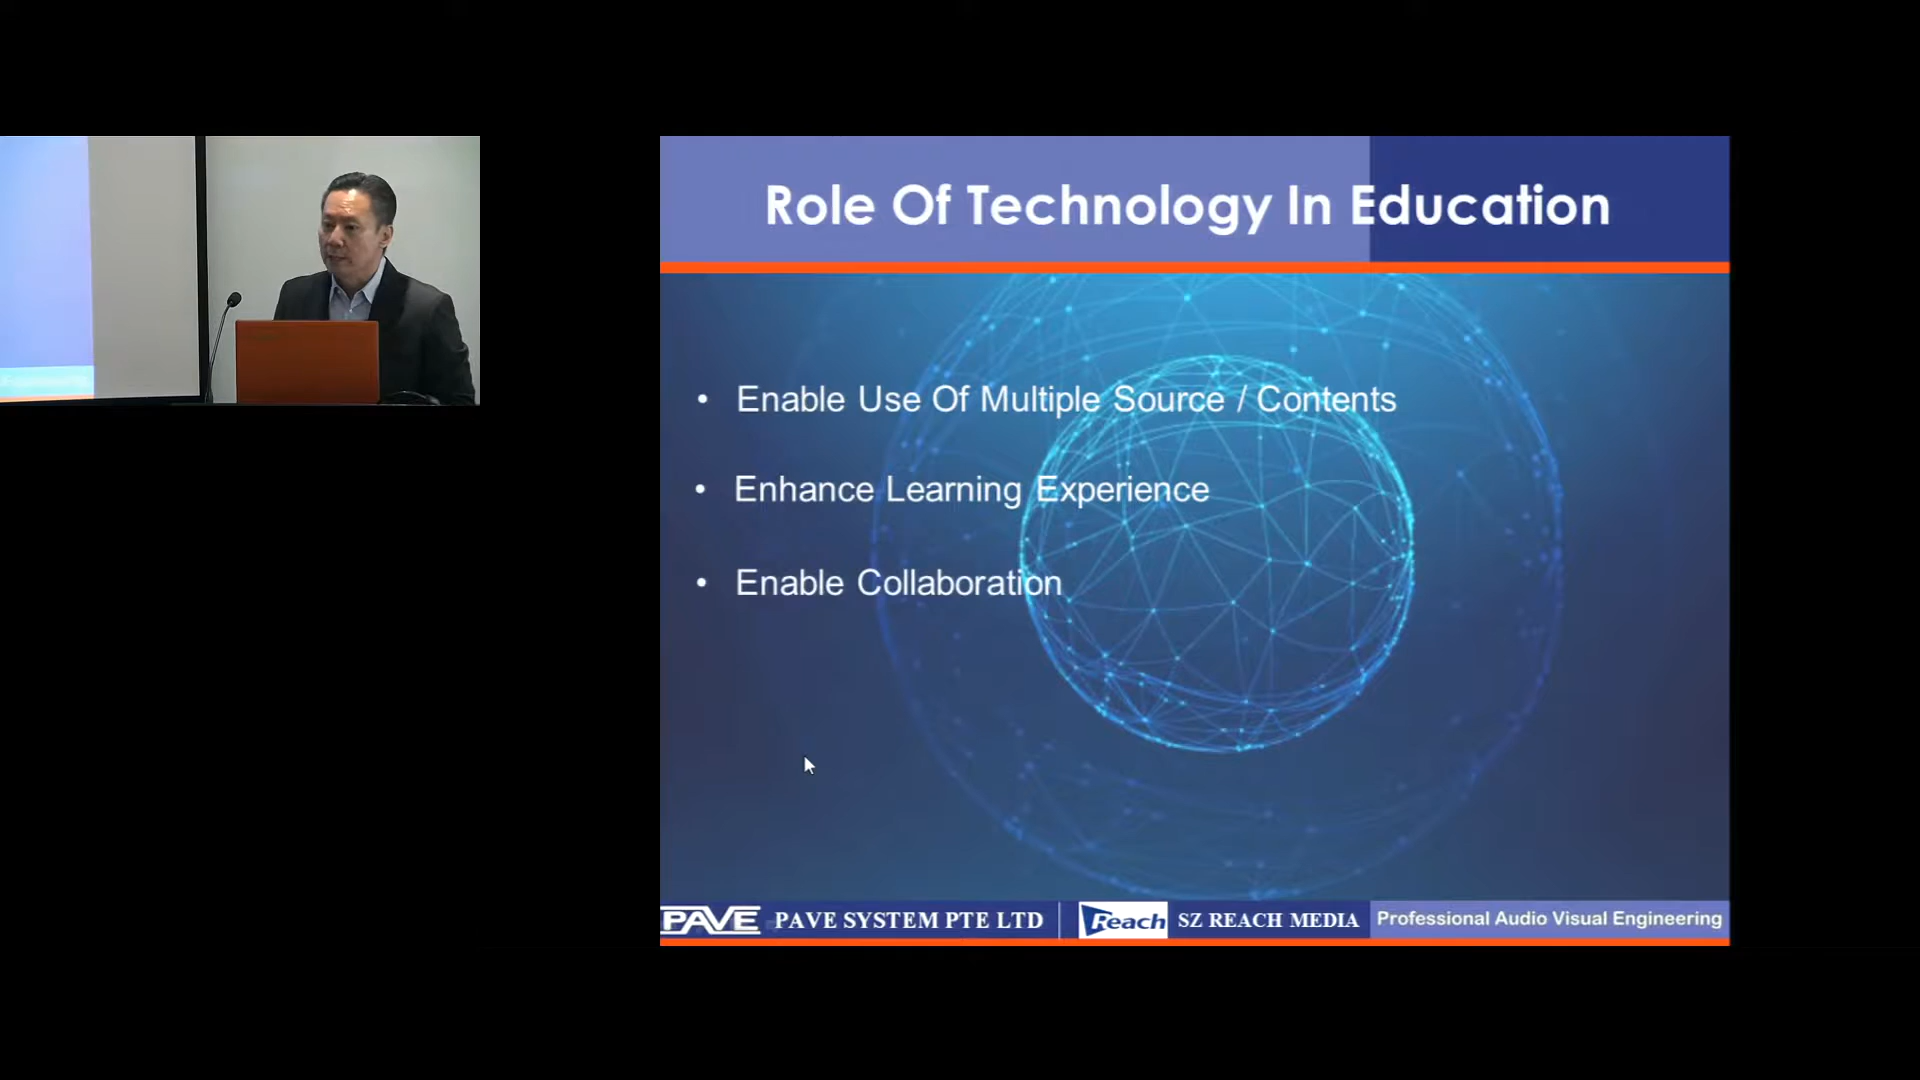 Role Of Technology In Education
• Enable Use Of Multiple Source / Contents
• Enhance Learning Experience
• Enable Collaboration
PAVE PAVE SYSTEM PTE LTD Reach SZ REACH MEDIA Professional Audio Visual Engineering